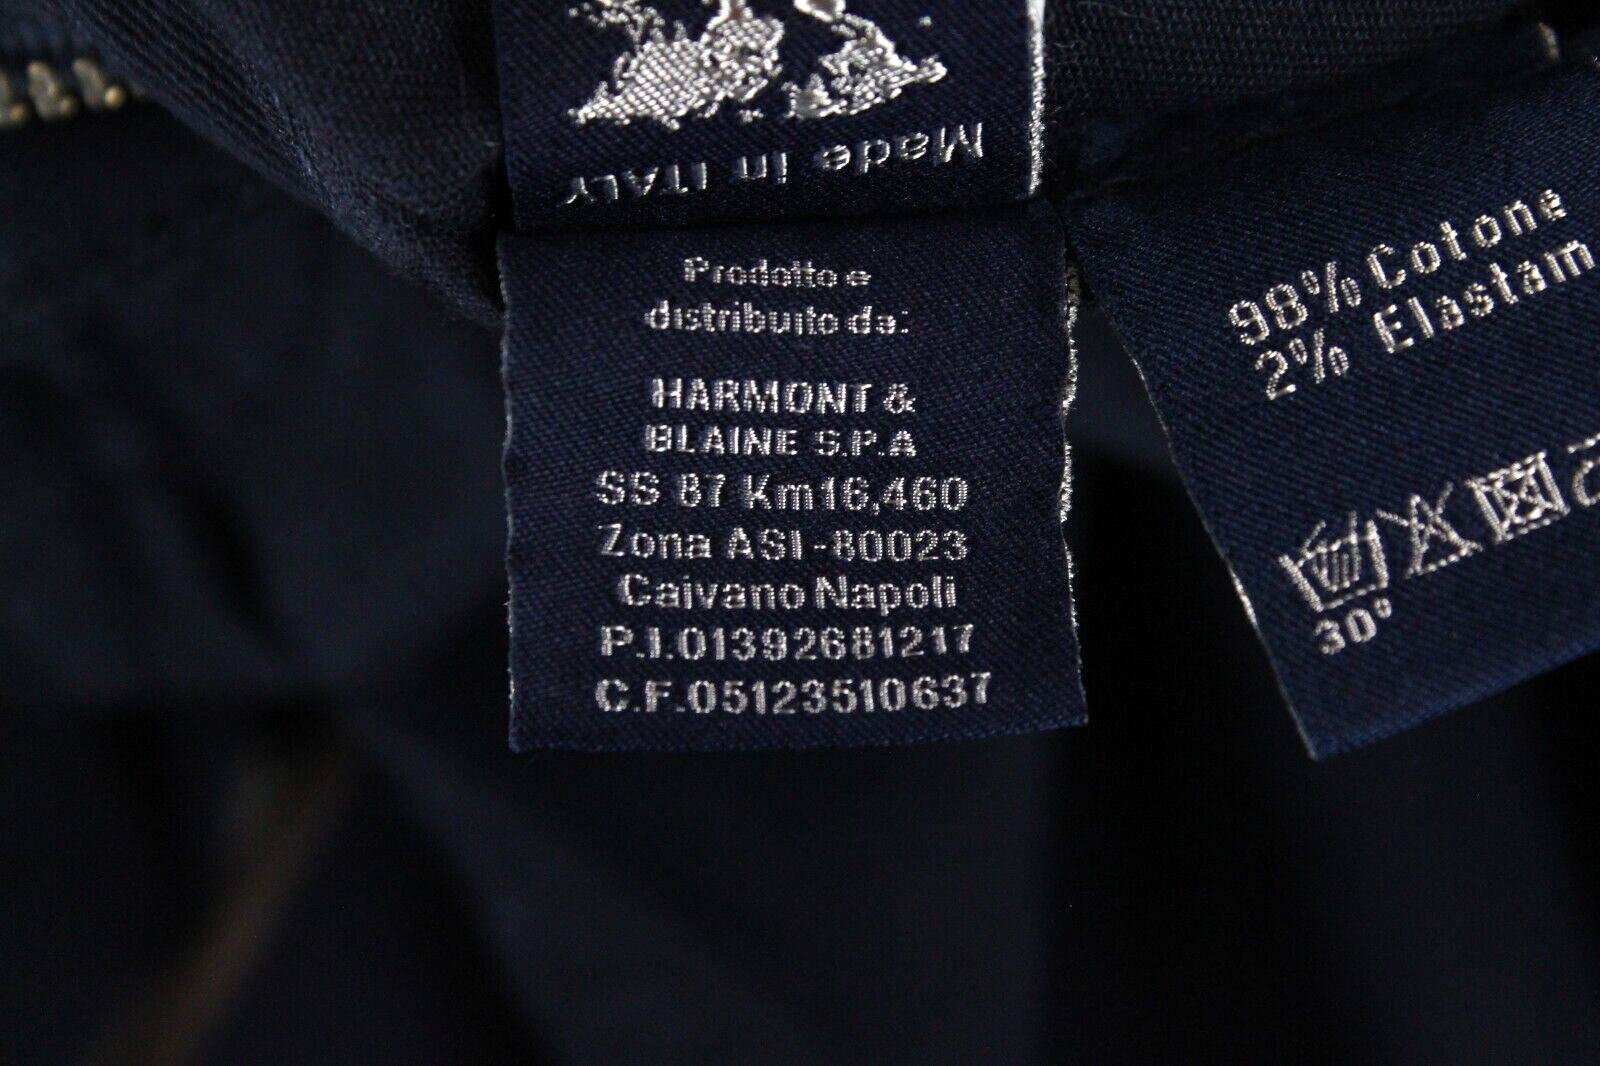 Made in ITALY
Prodotto e
distribuito da:
HARMONT &
BLAINE S.P.A
SS 87 Km16,460
Zona ASI-80023
Caivano Napoli
P.I.01392681217
C.F.05123510637
98% Cotone
2% Elastam
30°